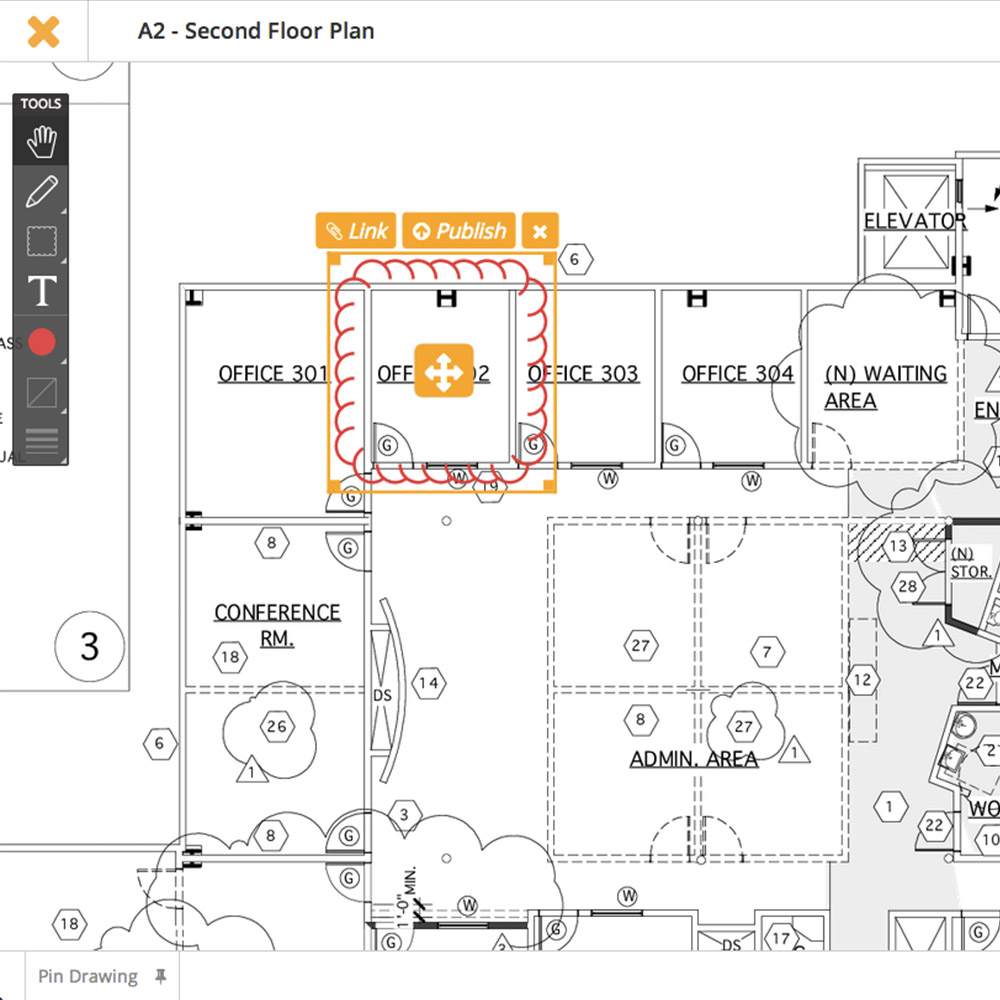 A2 - Second Floor Plan
TOOLS
Link
Publish
6
ELEVATOR
T
ASS
OFFICE 301
OFF
02
OFFICE 303
OFFICE 304
(N) WAITING
AREA
EN
E
UAL
G
G
G
W
19
W
W
G
8
G
13
(N)
STOR.
28
CONFERENCE
RM.
1
3
18
27
7
DS
14
12
22
26
8
27
6
1
ADMIN. AREA
1
3
1
22
WO
8
G
10
G
1'-0" MIN.
W
W
18
G
G
DS
17
G
Pin Drawing